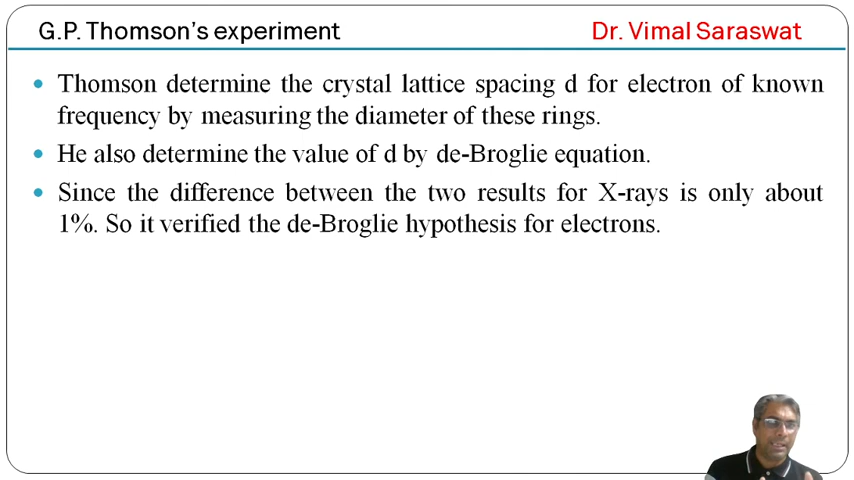 G.P. Thomson's experiment
Dr. Vimal Saraswat
Thomson determine the crystal lattice spacing d for electron of known
frequency by measuring the diameter of these rings.
He also determine the value of d by de-Broglie equation.
Since the difference between the two results for X-rays is only about
1%. So it verified the de-Broglie hypothesis for electrons.